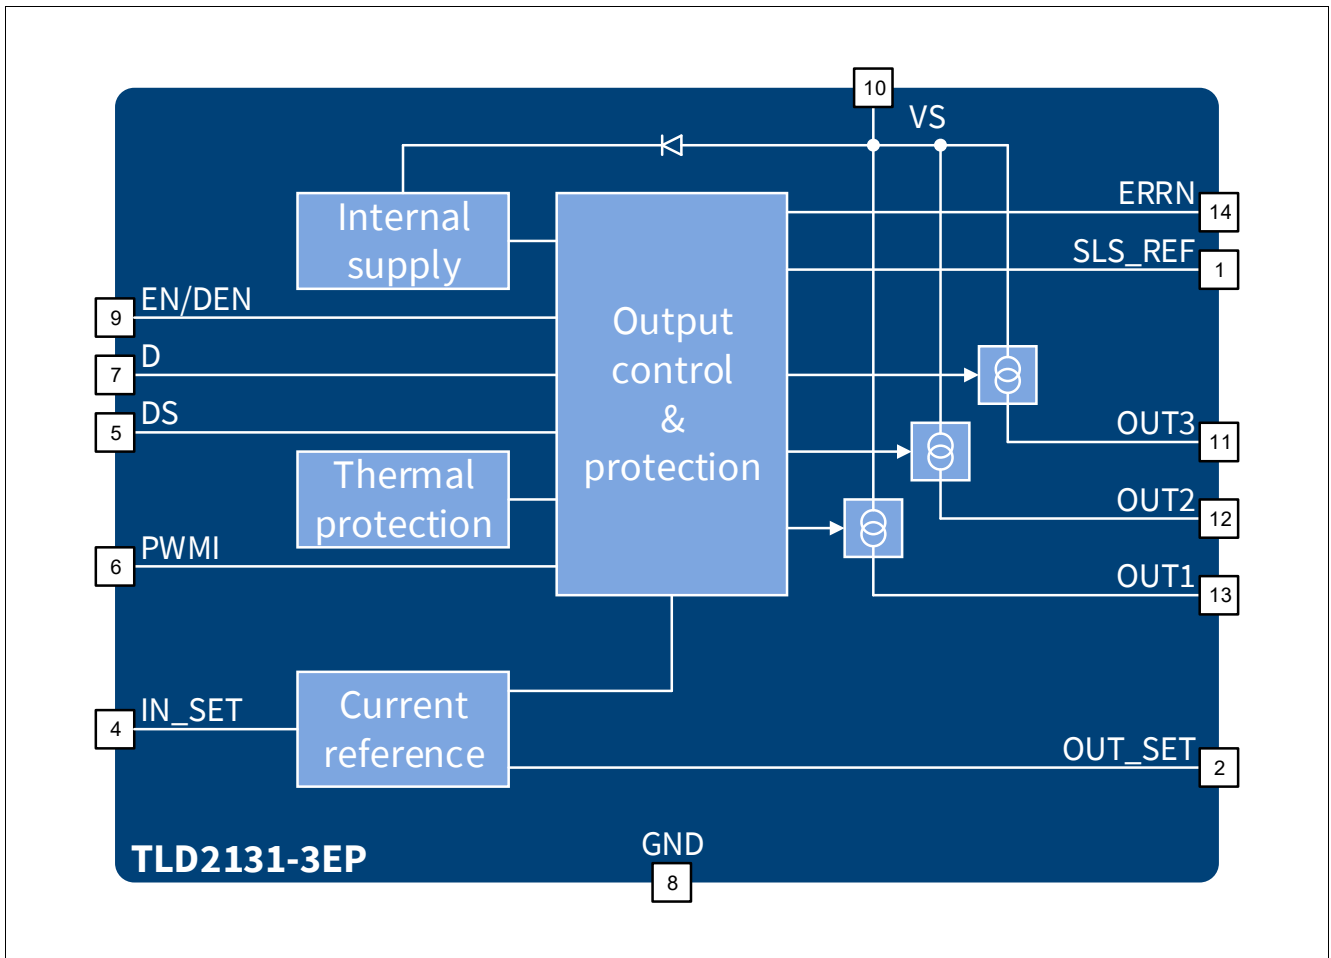 10
VS
Internal
supply
ERRN
14
SLS_REF
1
EN/DEN
9
D
7
DS
5
Output
control
&
protection
OUT3
11
Thermal
protection
OUT2
12
PWMI
6
OUT1
13
IN_SET
4
Current
reference
OUT_SET
2
TLD2131-3EP
GND
8